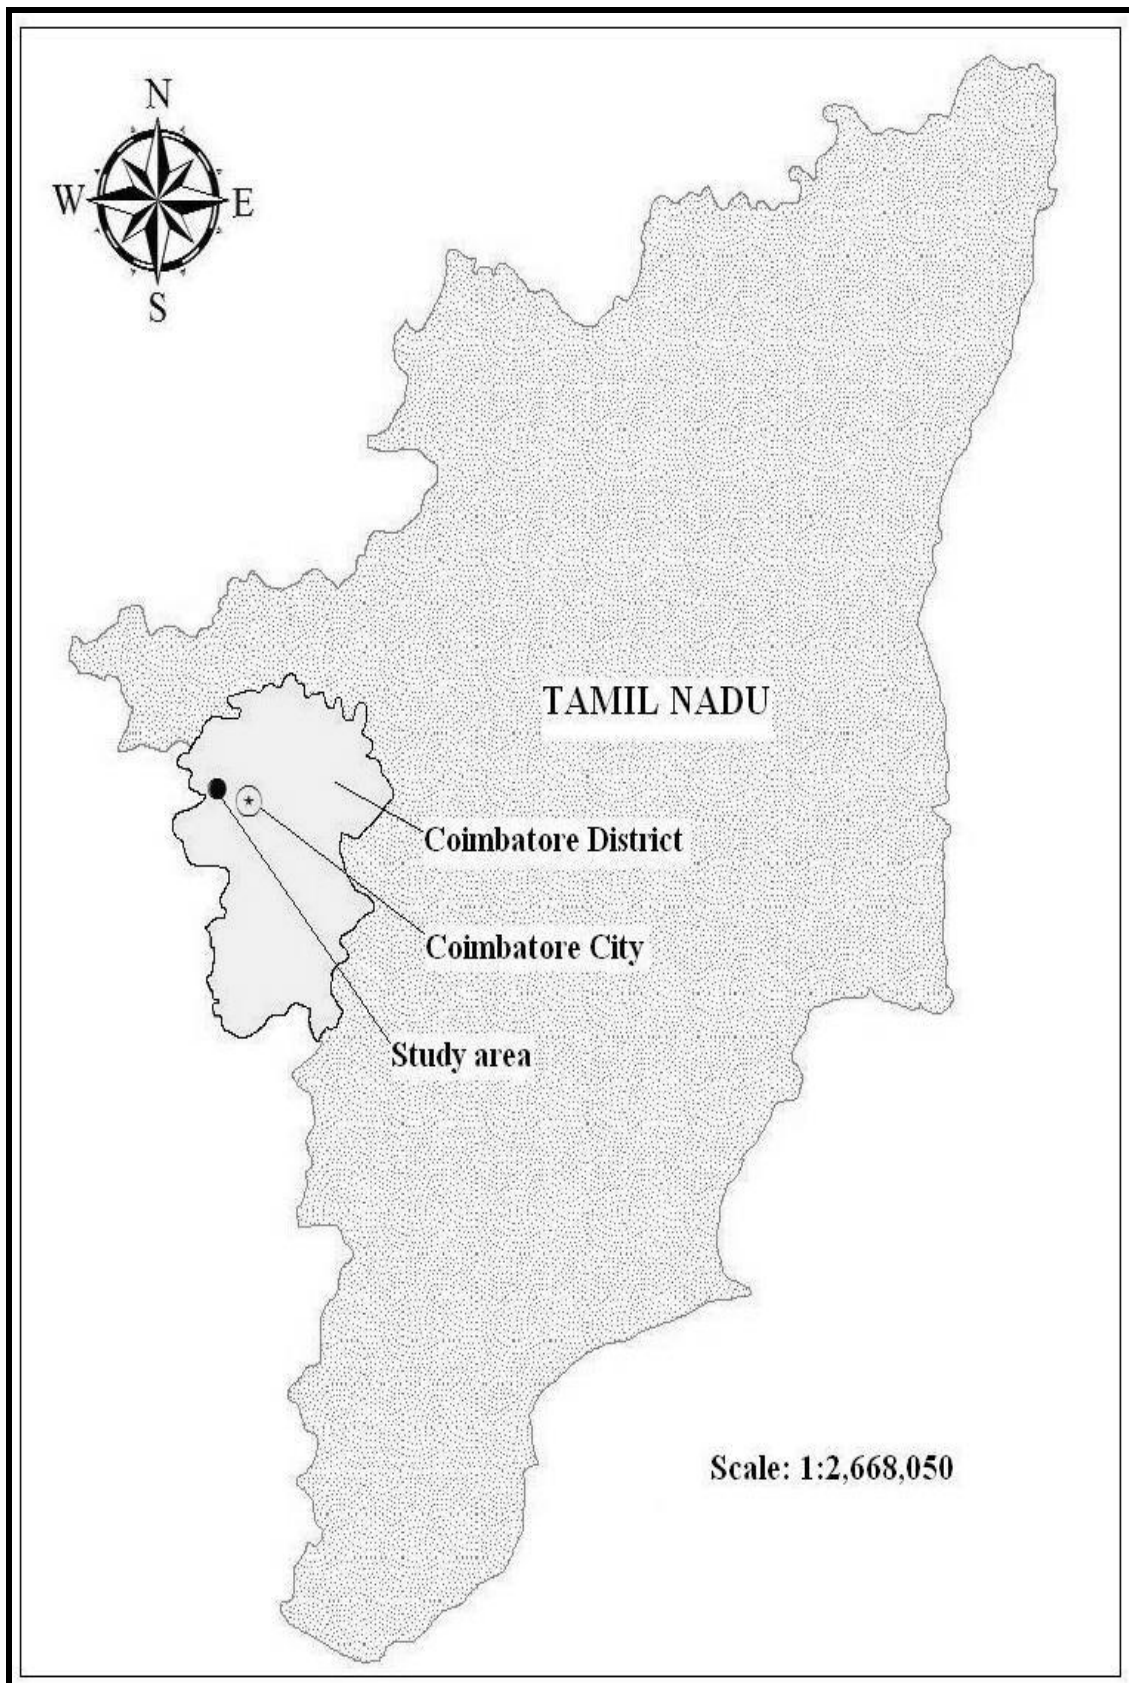 N
W E
S
TAMIL NADU
Coimbatore District
Coimbatore City
Study area
Scale: 1:2,668,050